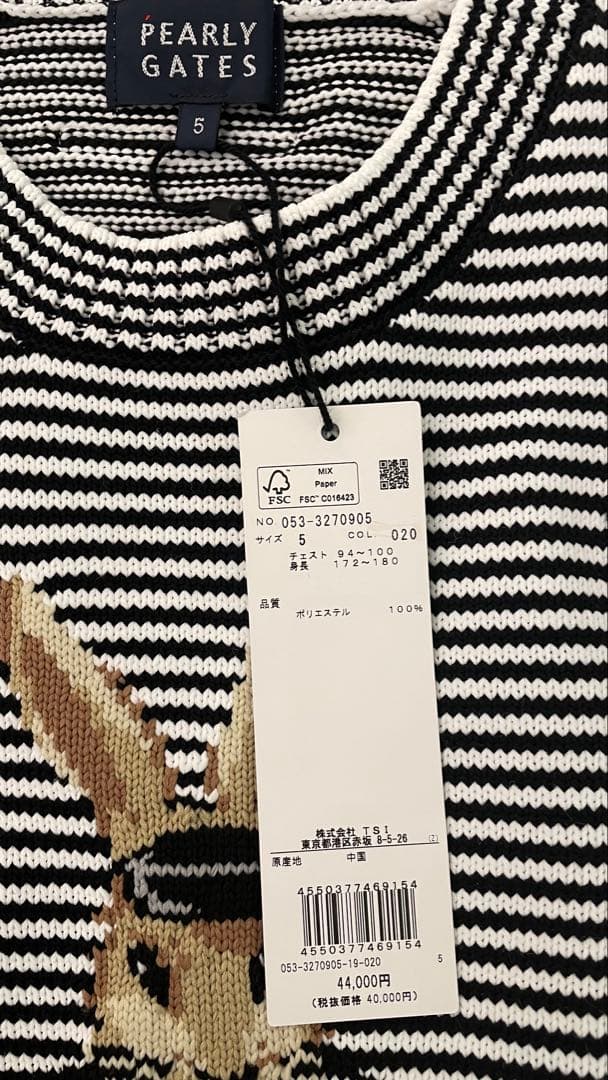 PEARLY
GATES
5
MIX
Paper
FSC™ C016423
FSC
NO. 053-3270905
サイズ 5 COL. 020
チェスト 94～100
身長 172～180
品質
ポリエステル 100%
株式会社 TSI
東京都港区赤坂 8-5-26 (2)
原産地 中国
4550377469154
4550377469154
053-3270905-19-020 5
44,000円
(税抜価格 40,000円)